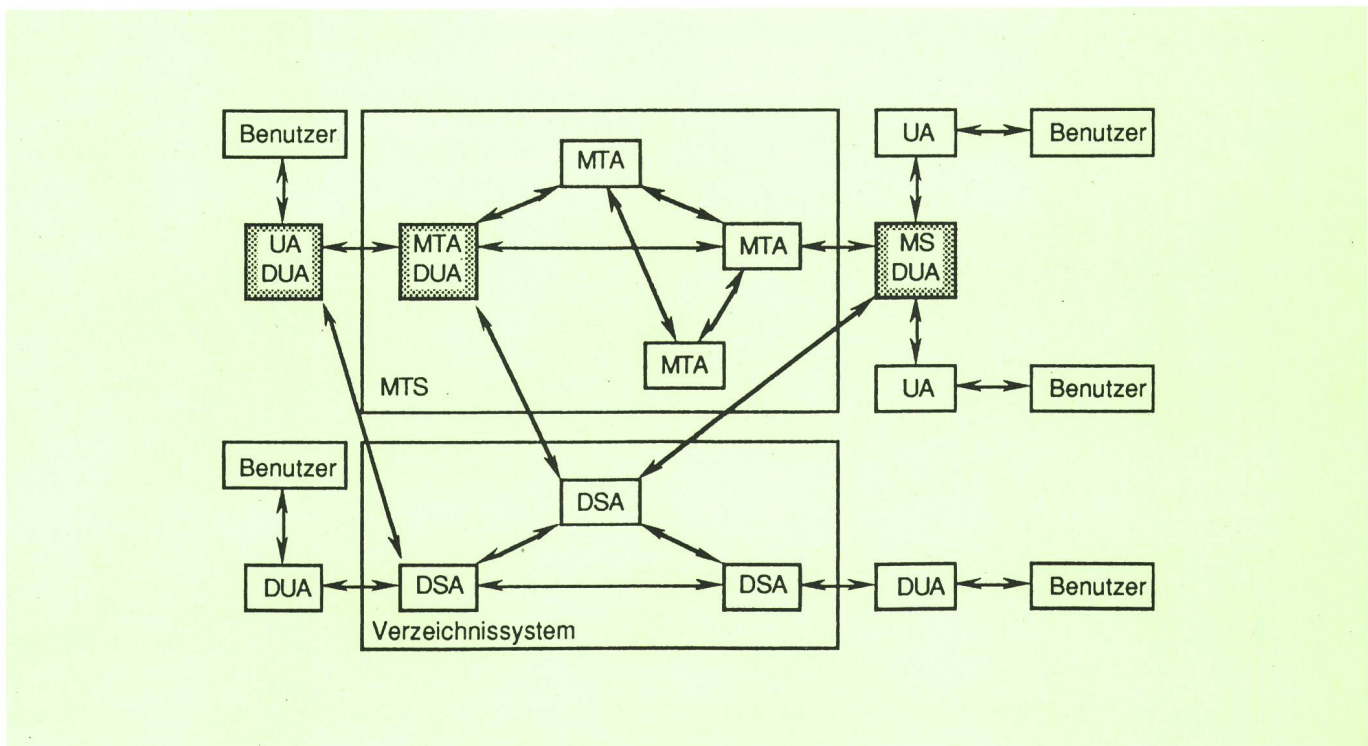 Benutzer
UA
Benutzer
MTA
UA
DUA
MTA
DUA
MTA
MS
DUA
MTA
MTS
UA
Benutzer
Benutzer
DSA
DUA
DSA
DSA
DUA
Benutzer
Verzeichnissystem